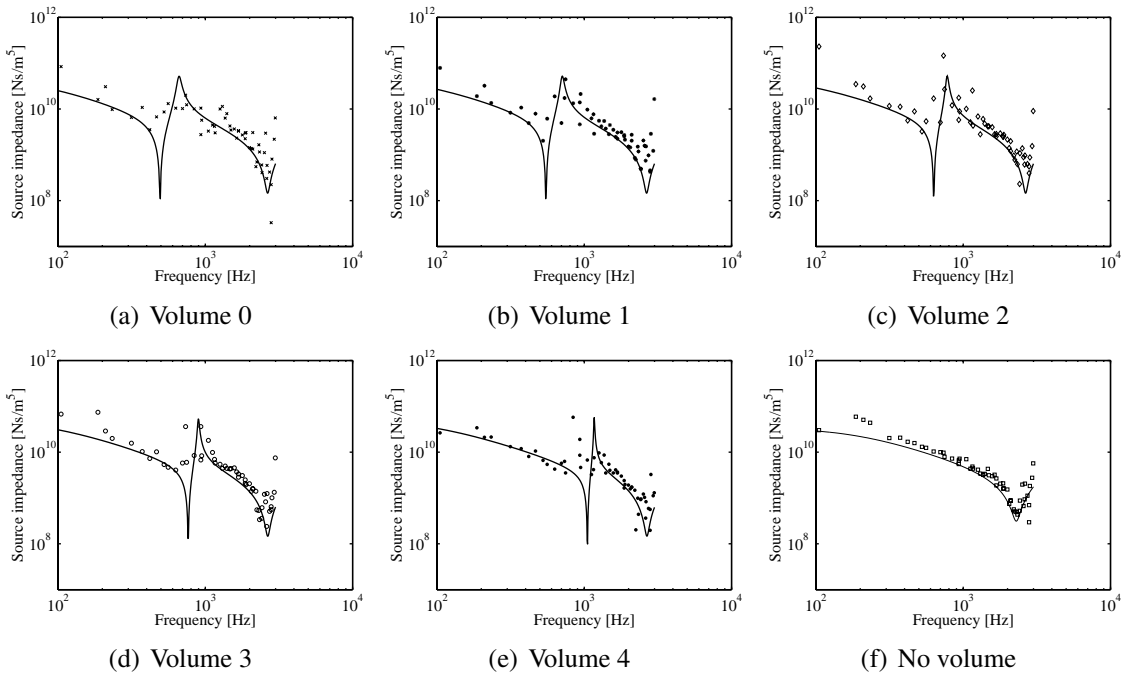 10^12
10^10
10^8
Source impedance [Ns/m^5]
10^2 10^3 10^4
Frequency [Hz]
(a) Volume 0
10^12
10^10
10^8
Source impedance [Ns/m^5]
10^2 10^3 10^4
Frequency [Hz]
(b) Volume 1
10^12
10^10
10^8
Source impedance [Ns/m^5]
10^2 10^3 10^4
Frequency [Hz]
(c) Volume 2
10^12
10^10
10^8
Source impedance [Ns/m^5]
10^2 10^3 10^4
Frequency [Hz]
(d) Volume 3
10^12
10^10
10^8
Source impedance [Ns/m^5]
10^2 10^3 10^4
Frequency [Hz]
(e) Volume 4
10^12
10^10
10^8
Source impedance [Ns/m^5]
10^2 10^3 10^4
Frequency [Hz]
(f) No volume